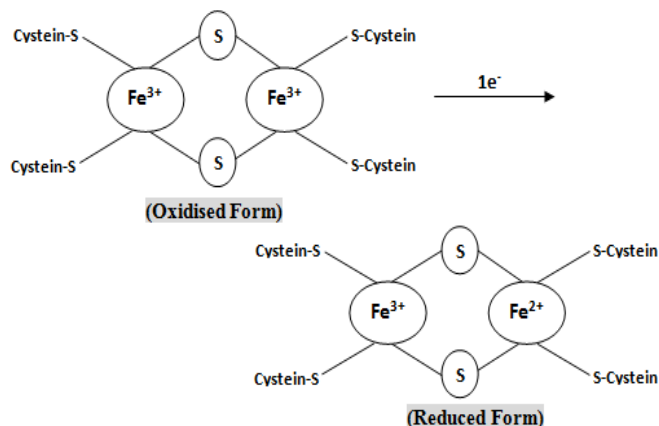 Cystein-S S S-Cystein
Fe³⁺ Fe³⁺ 1e⁻
Cystein-S S S-Cystein
(Oxidised Form)
Cystein-S S S-Cystein
Fe³⁺ Fe²⁺
Cystein-S S S-Cystein
(Reduced Form)